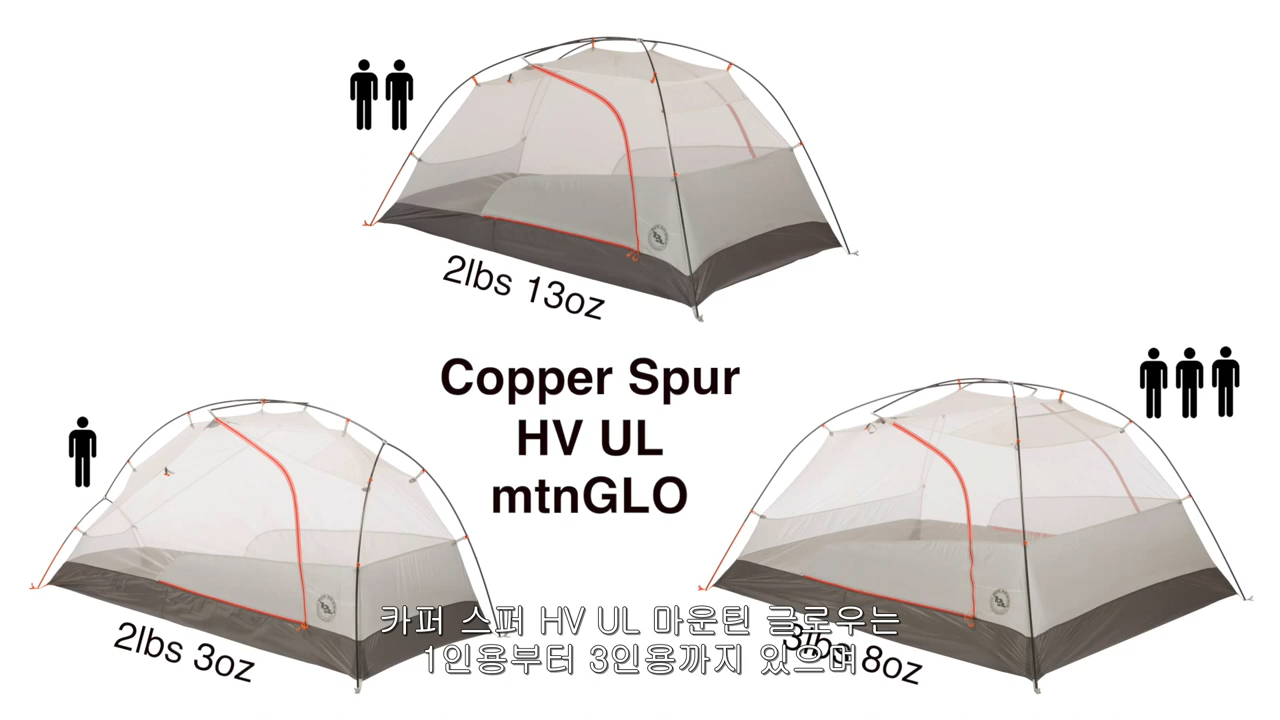 2lbs 13oz
Copper Spur
HV UL
mtnGLO
2lbs 3oz
3lbs 8oz
카퍼 스퍼 HV UL 마운틴 글로우는
1인용부터 3인용까지 있으며